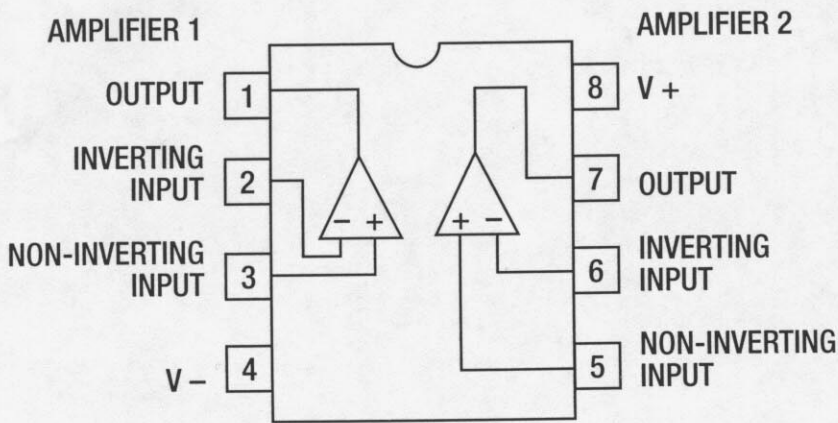 AMPLIFIER 1
AMPLIFIER 2
OUTPUT 1
8 V +
INVERTING
INPUT 2
7 OUTPUT
- +
+ -
NON-INVERTING
INPUT 3
6 INVERTING
INPUT
V - 4
5 NON-INVERTING
INPUT